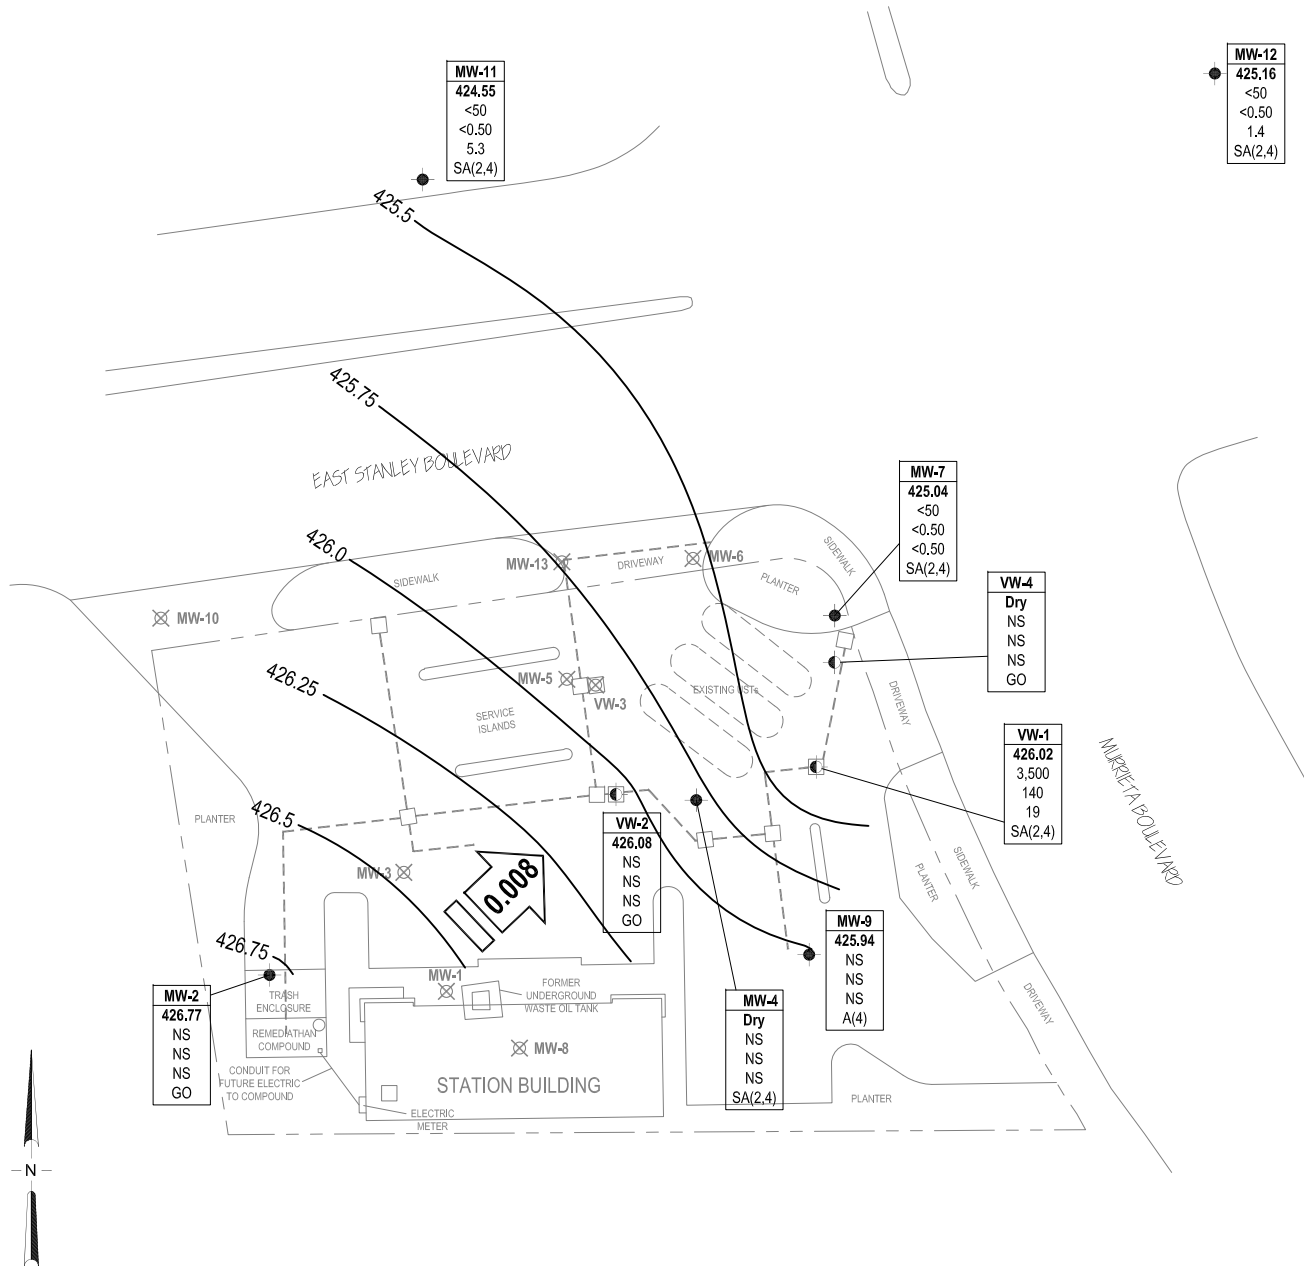 MW-12
425.16
<50
<0.50
1.4
SA(2,4)
MW-11
424.55
<50
<0.50
5.3
SA(2,4)
425.5
425.75
EAST STANLEY BOULEVARD
MW-7
425.04
<50
<0.50
<0.50
SA(2,4)
426.0
MW-13
DRIVEWAY
MW-6
SIDEWALK
SIDEWALK
PLANTER
VW-4
Dry
NS
NS
NS
GO
MW-10
426.25
MW-5
VW-3
EXISTING USTs
DRIVEWAY
SERVICE
ISLANDS
VW-1
426.02
3,500
140
19
SA(2,4)
MURRIETA BOULEVARD
426.5
PLANTER
VW-2
426.08
NS
NS
NS
GO
MW-3
0.008
SIDEWALK
PLANTER
MW-9
425.94
NS
NS
NS
A(4)
426.75
MW-1
FORMER
UNDERGROUND
WASTE OIL TANK
DRIVEWAY
MW-2
426.77
NS
NS
NS
GO
TRASH
ENCLOSURE
REMEDIATHAN
COMPOUND
MW-4
Dry
NS
NS
NS
SA(2,4)
MW-8
CONDUIT FOR
FUTURE ELECTRIC
TO COMPOUND
STATION BUILDING
ELECTRIC
METER
PLANTER
N